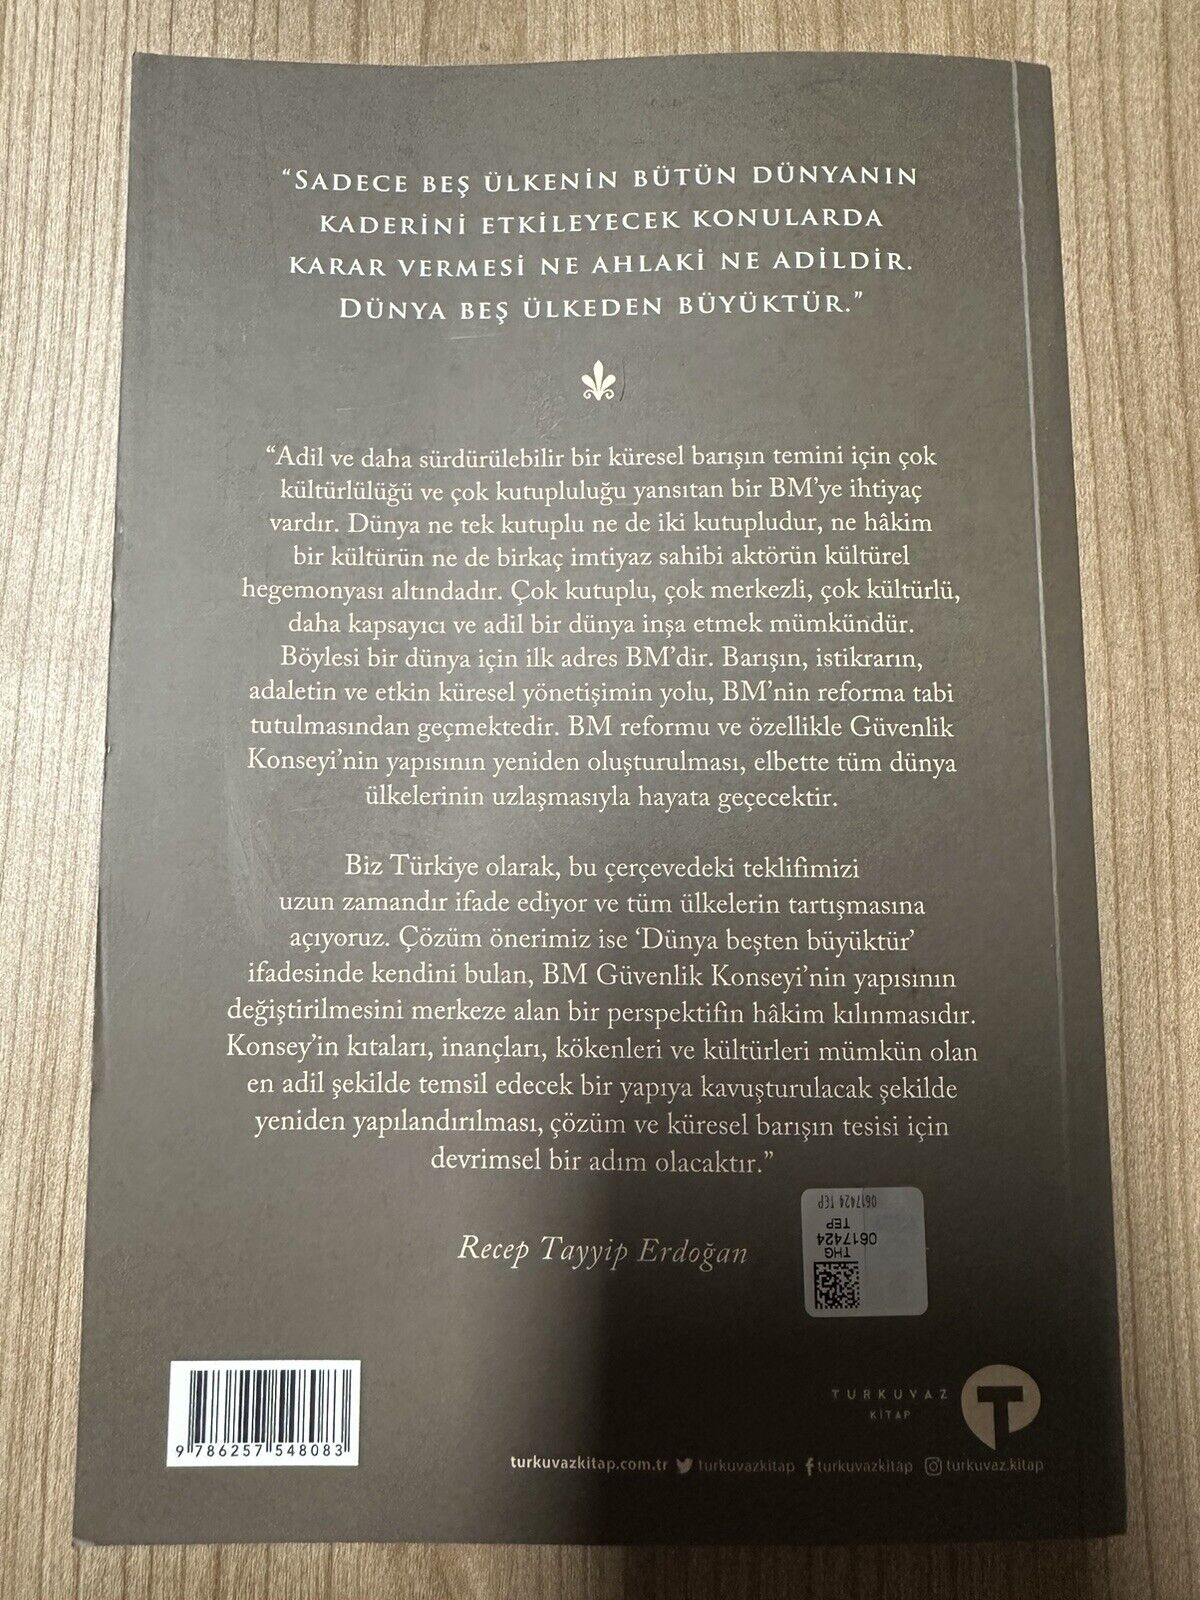 “SADECE BEŞ ÜLKENİN BÜTÜN DÜNYANIN
KADERİNİ ETKİLEYECEK KONULARDA
KARAR VERMESİ NE AHLAKİ NE ADİLDİR.
DÜNYA BEŞ ÜLKEDEN BÜYÜKTÜR.”
“Adil ve daha sürdürülebilir bir küresel barışın temini için çok
kültürlülüğü ve çok kutupluluğu yansıtan bir BM’ye ihtiyaç
vardır. Dünya ne tek kutuplu ne de iki kutupludur, ne hâkim
bir kültürün ne de birkaç imtiyaz sahibi aktörün kültürel
hegemonyası altındadır. Çok kutuplu, çok merkezli, çok kültürlü,
daha kapsayıcı ve adil bir dünya inşa etmek mümkündür.
Böylesi bir dünya için ilk adres BM’dir. Barışın, istikrarın,
adaletin ve etkin küresel yönetişimin yolu, BM’nin reforma tabi
tutulmasından geçmektedir. BM reformu ve özellikle Güvenlik
Konseyi’nin yapısının yeniden oluşturulması, elbette tüm dünya
ülkelerinin uzlaşmasıyla hayata geçecektir.
Biz Türkiye olarak, bu çerçevedeki teklifimizi
uzun zamandır ifade ediyor ve tüm ülkelerin tartışmasına
açıyoruz. Çözüm önerimiz ise ‘Dünya beşten büyüktür’
ifadesinde kendini bulan, BM Güvenlik Konseyi’nin yapısının
değiştirilmesini merkeze alan bir perspektifin hâkim kılınmasıdır.
Konsey’in kıtaları, inançları, kökenleri ve kültürleri mümkün olan
en adil şekilde temsil edecek bir yapıya kavuşturulacak şekilde
yeniden yapılandırılması, çözüm ve küresel barışın tesisi için
devrimsel bir adım olacaktır.”
Recep Tayyip Erdoğan
THG
0617424
TEP
0617424 TEP
9 786257 548083
TURKUVAZ
KİTAP
turkuvazkitap.com.tr turkuvazkitap turkuvazkitap turkuvaz.kitap